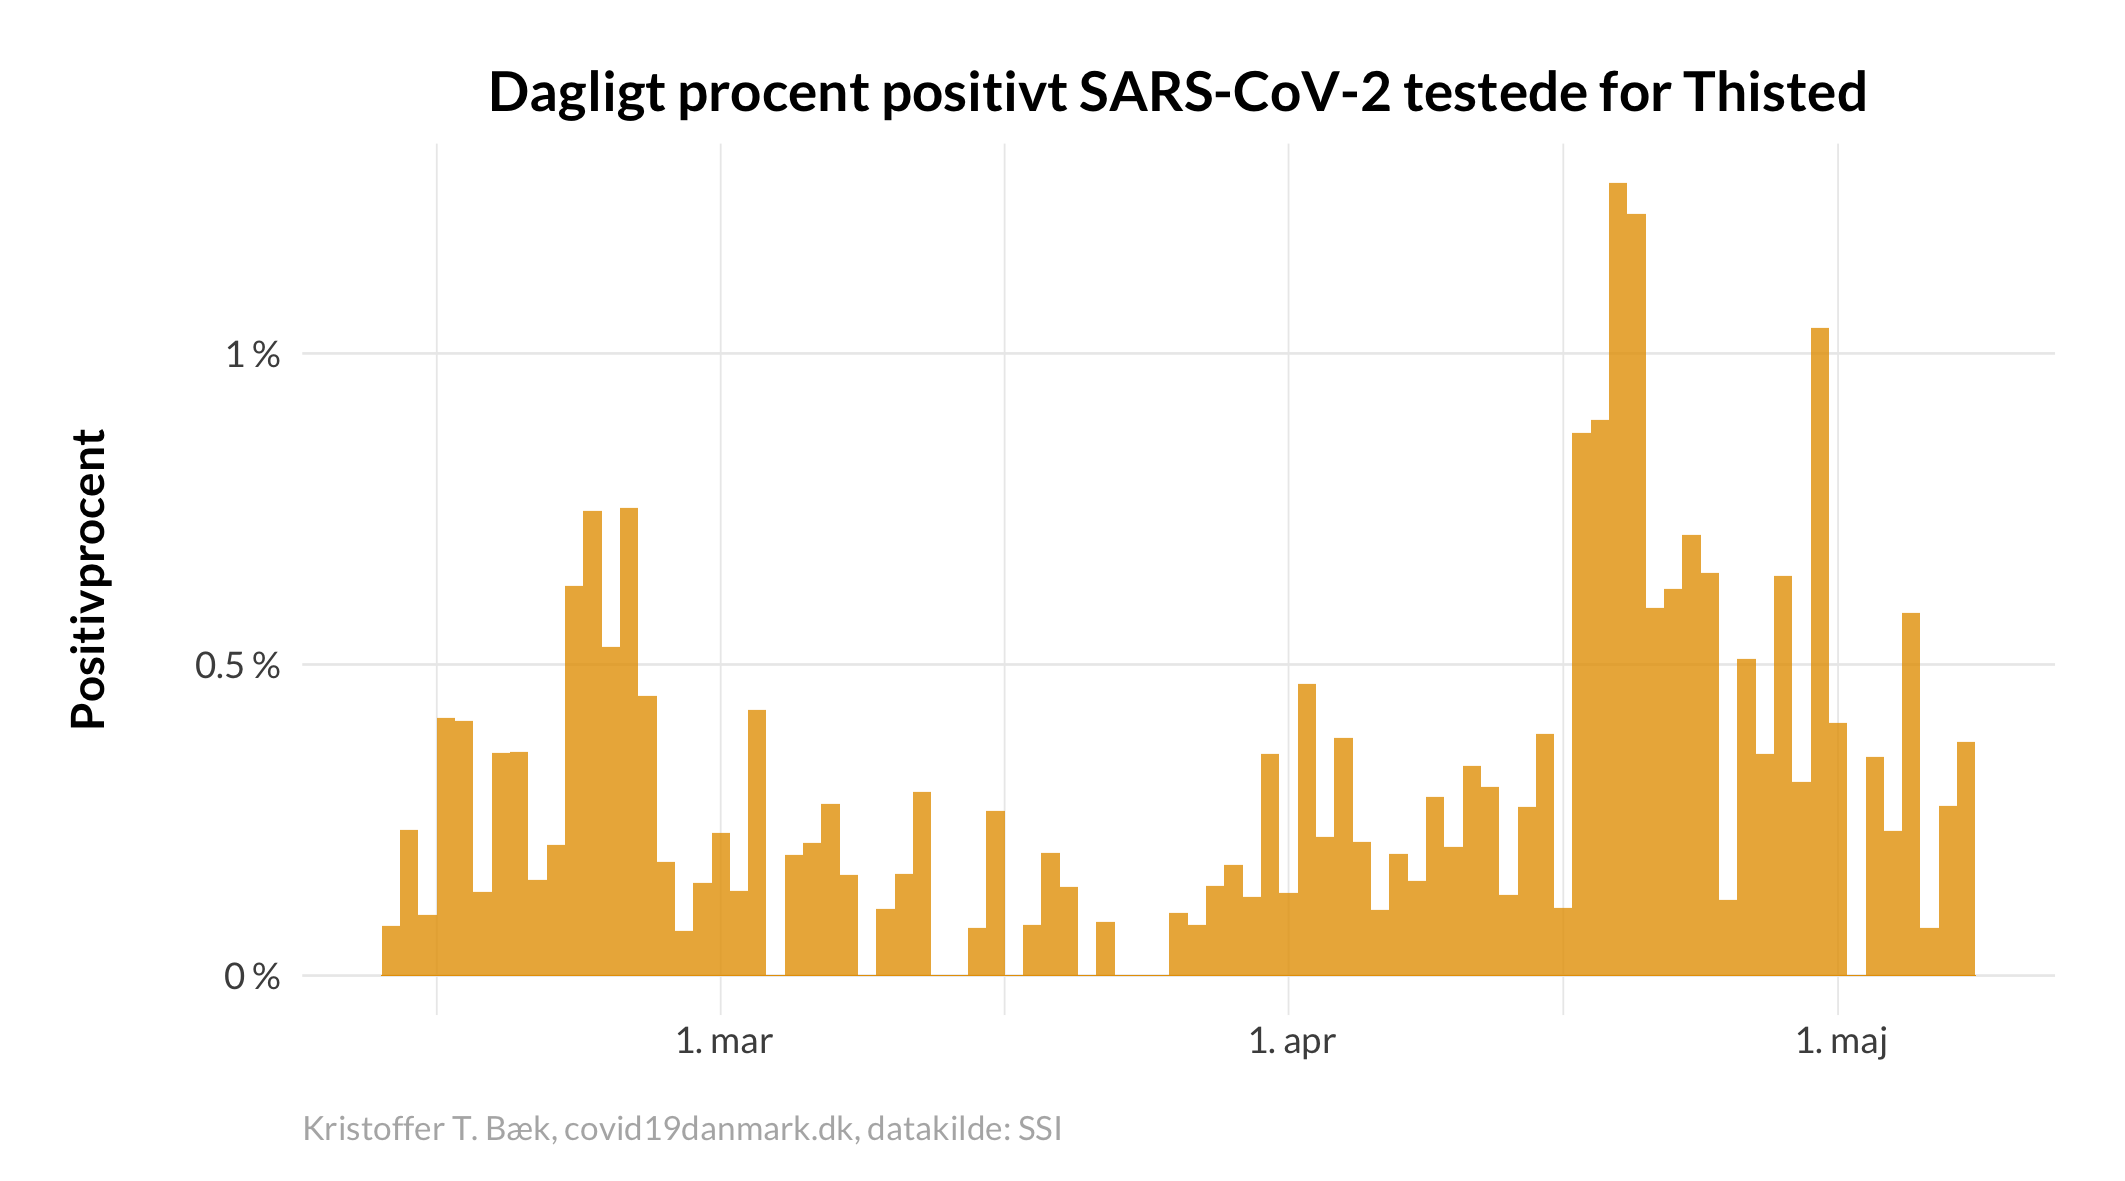 Dagligt procent positivt SARS-CoV-2 testede for Thisted
Positivprocent
1 %
0.5 %
0 %
1. mar
1. apr
1. maj
Kristoffer T. Bæk, covid19danmark.dk, datakilde: SSI